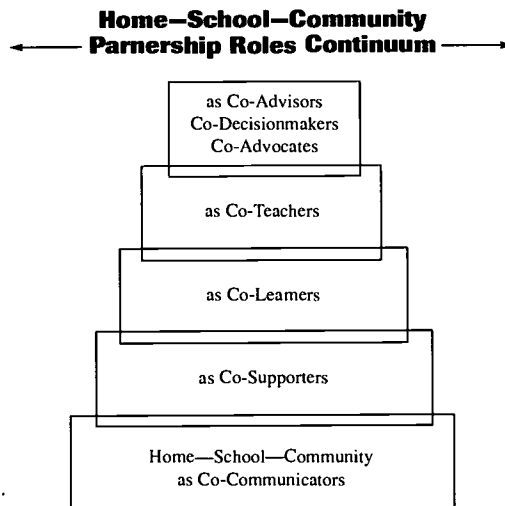 Home—School—Community
Parnership Roles Continuum
as Co-Advisors
Co-Decisionmakers
Co-Advocates
as Co-Teachers
as Co-Learners
as Co-Supporters
Home—School—Community
as Co-Communicators